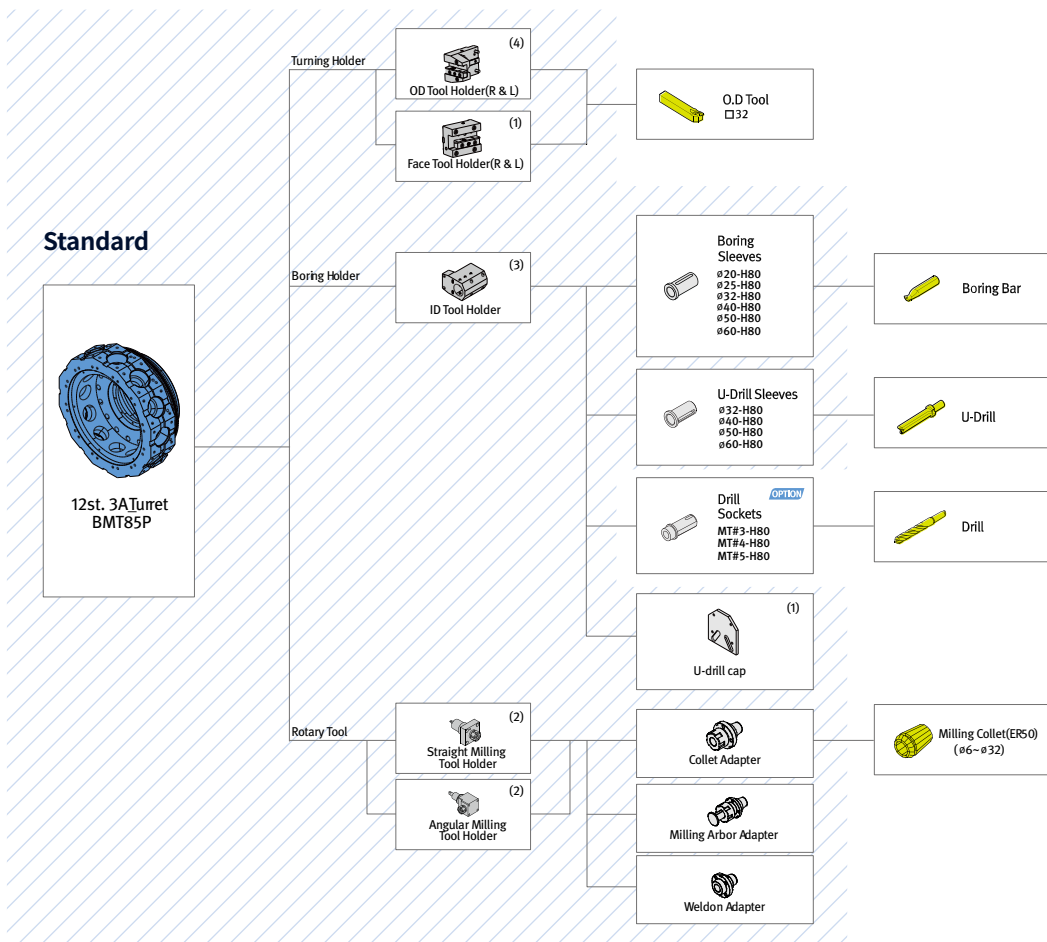 Standard
12st. 3A Turret
BMT85P
Turning Holder
(4)
OD Tool Holder(R & L)
(1)
Face Tool Holder(R & L)
O.D Tool
□32
Boring Holder
(3)
ID Tool Holder
Boring
Sleeves
ø20-H80
ø25-H80
ø32-H80
ø40-H80
ø50-H80
ø60-H80
Boring Bar
U-Drill Sleeves
ø32-H80
ø40-H80
ø50-H80
ø60-H80
U-Drill
OPTION
Drill
Sockets
MT#3-H80
MT#4-H80
MT#5-H80
Drill
(1)
U-drill cap
Rotary Tool
(2)
Straight Milling
Tool Holder
(2)
Angular Milling
Tool Holder
Collet Adapter
Milling Collet(ER50)
(ø6~ø32)
Milling Arbor Adapter
Weldon Adapter